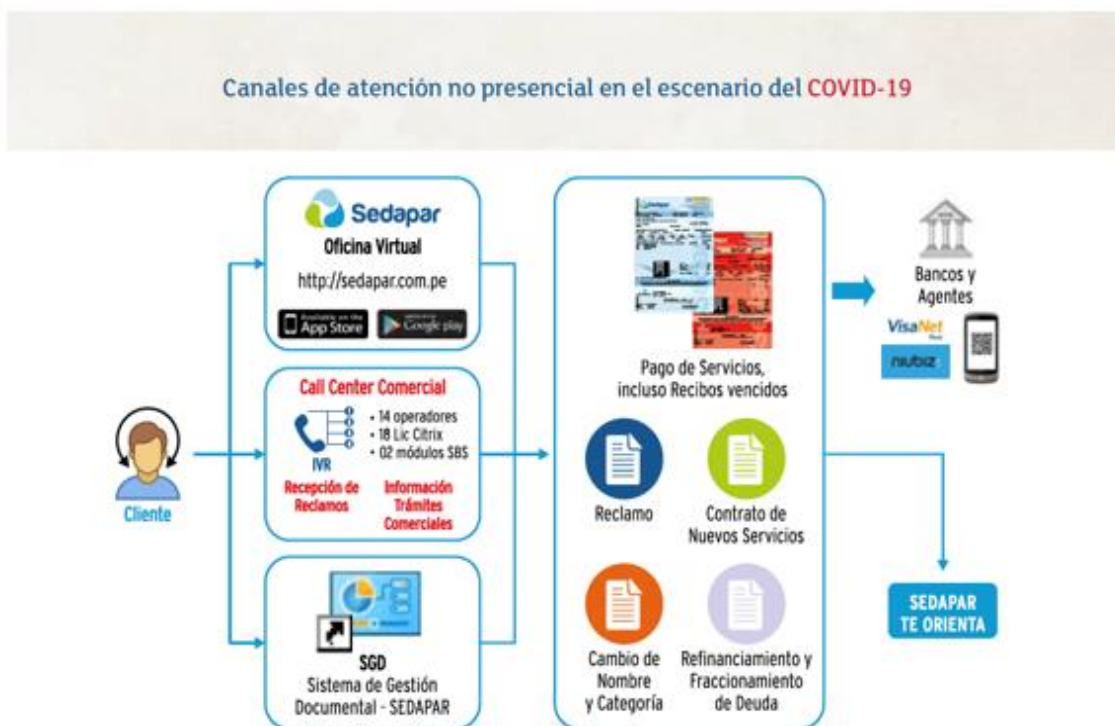 Canales de atención no presencial en el escenario del COVID-19
Sedapar
Oficina Virtual
http://sedapar.com.pe
Available on the
App Store
Google play
Call Center Comercial
IVR
• 14 operadores
• 18 Lic Citrix
• 02 módulos SBS
Recepción de
Reclamos
Información
Trámites
Comerciales
Cliente
SGD
Sistema de Gestión
Documental - SEDAPAR
Pago de Servicios,
incluso Recibos vencidos
Reclamo
Contrato de
Nuevos Servicios
Cambio de
Nombre
y Categoría
Refinanciamiento y
Fraccionamiento
de Deuda
Bancos y
Agentes
VisaNet
niubiz
SEDAPAR
TE ORIENTA